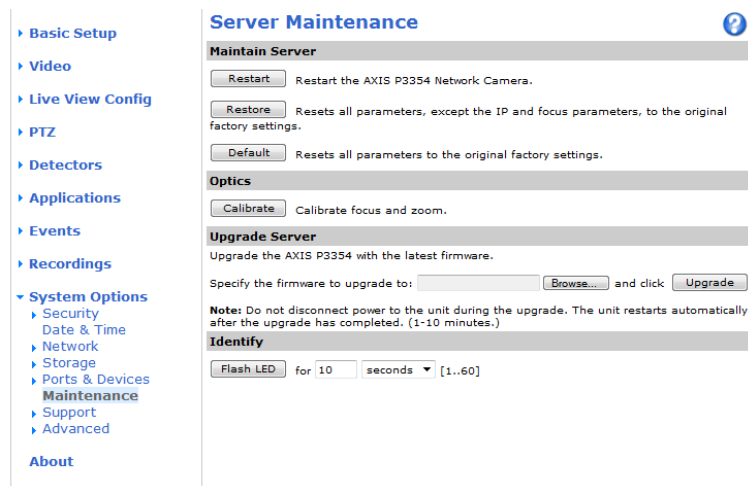 Basic Setup
Video
Live View Config
PTZ
Detectors
Applications
Events
Recordings
System Options
Security
Date & Time
Network
Storage
Ports & Devices
Maintenance
Support
Advanced
About
Server Maintenance
?
Maintain Server
Restart Restart the AXIS P3354 Network Camera.
Restore Resets all parameters, except the IP and focus parameters, to the original
factory settings.
Default Resets all parameters to the original factory settings.
Optics
Calibrate Calibrate focus and zoom.
Upgrade Server
Upgrade the AXIS P3354 with the latest firmware.
Specify the firmware to upgrade to: Browse... and click Upgrade
Note: Do not disconnect power to the unit during the upgrade. The unit restarts automatically
after the upgrade has completed. (1-10 minutes.)
Identify
Flash LED for 10 seconds [1..60]